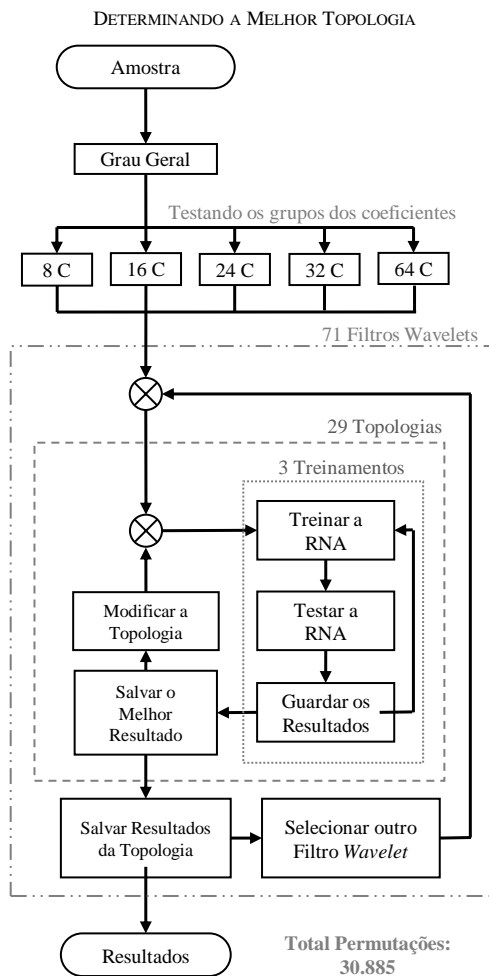 DETERMINANDO A MELHOR TOPOLOGIA
Amostra
Grau Geral
Testando os grupos dos coeficientes
8 C
16 C
24 C
32 C
64 C
71 Filtros Wavelets
29 Topologias
3 Treinamentos
Treinar a
RNA
Testar a
RNA
Modificar a
Topologia
Salvar o
Melhor
Resultado
Guardar os
Resultados
Salvar Resultados
da Topologia
Selecionar outro
Filtro Wavelet
Resultados
Total Permutações:
30.885